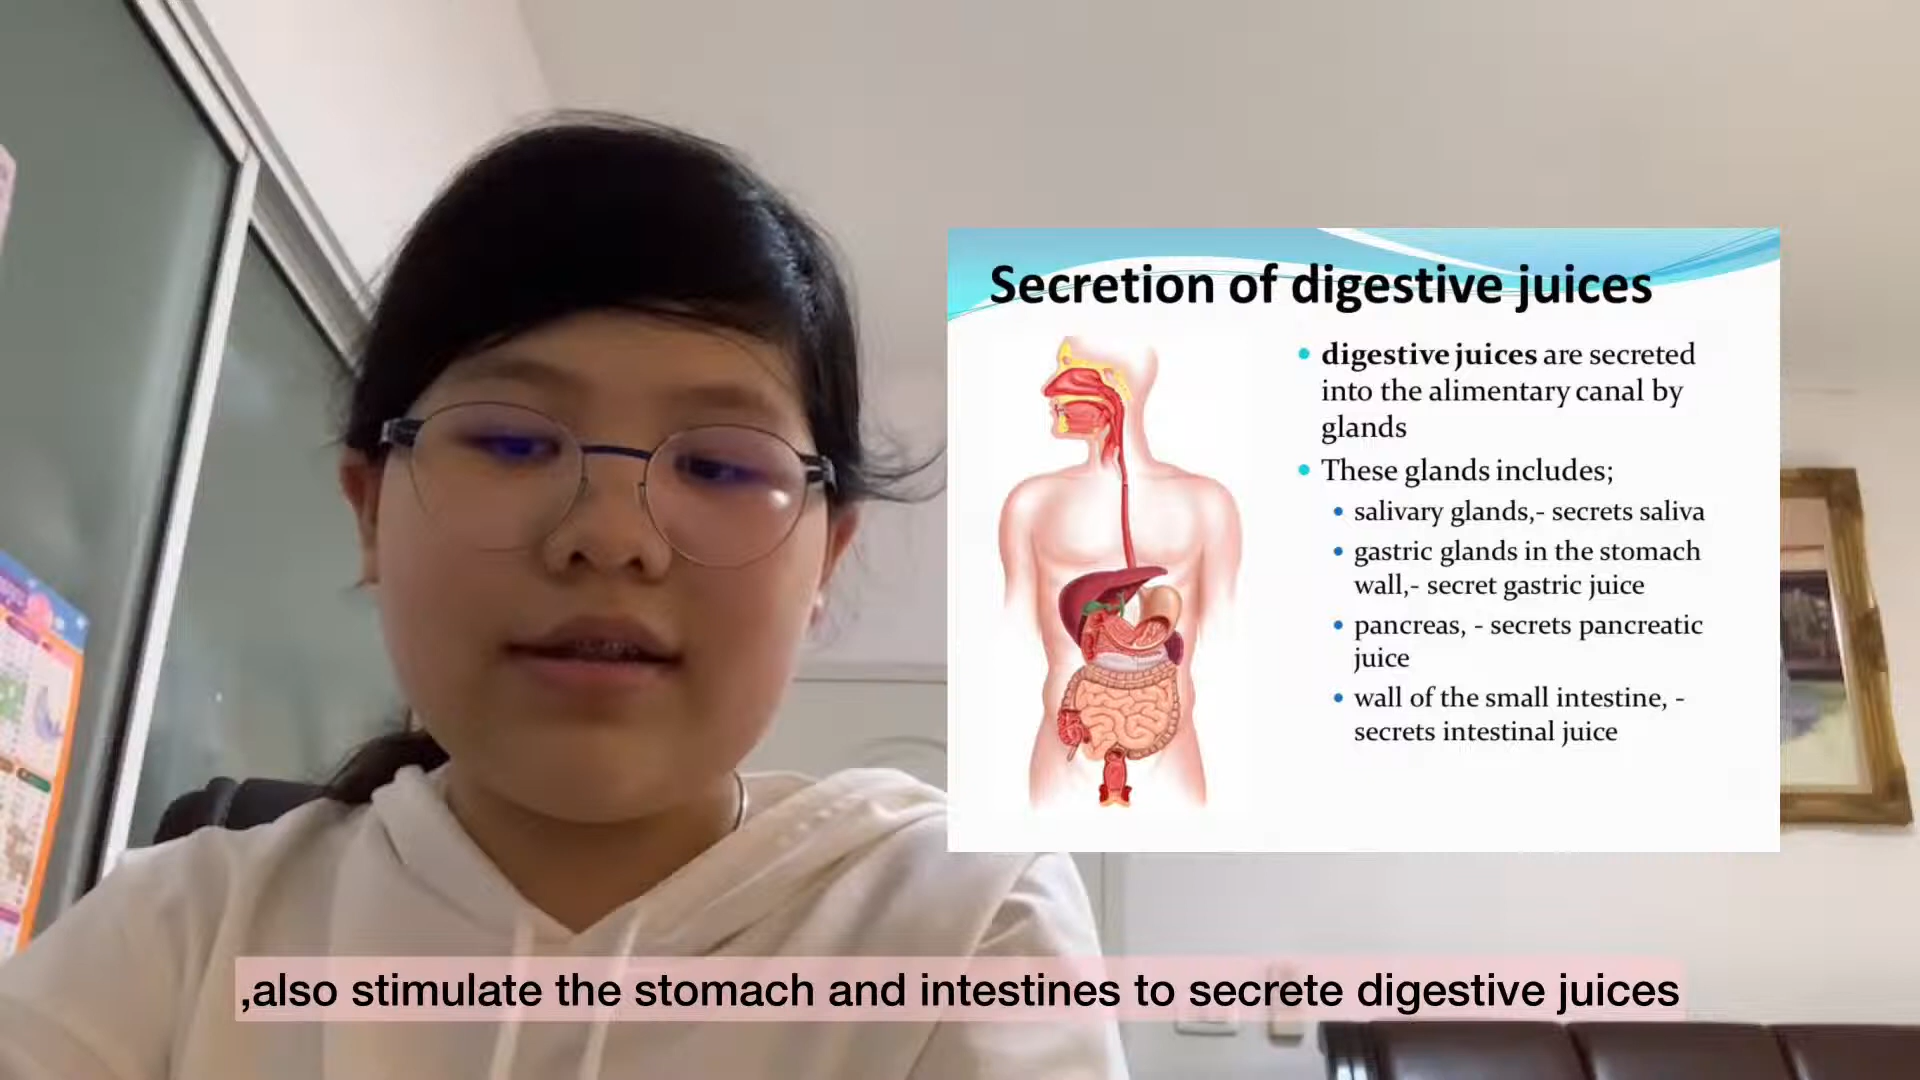 Secretion of digestive juices
digestive juices are secreted
into the alimentary canal by
glands
These glands includes;
salivary glands,- secrets saliva
gastric glands in the stomach
wall,- secret gastric juice
pancreas, - secrets pancreatic
juice
wall of the small intestine, -
secrets intestinal juice
,also stimulate the stomach and intestines to secrete digestive juices